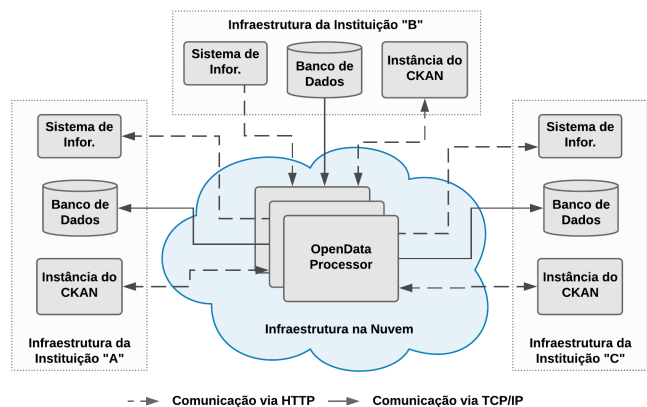 Infraestrutura da Instituição "B"
Sistema de
Infor.
Banco de
Dados
Instância do
CKAN
Sistema de
Infor.
Banco de
Dados
Instância do
CKAN
Infraestrutura da
Instituição "A"
OpenData
Processor
Infraestrutura na Nuvem
Sistema de
Infor.
Banco de
Dados
Instância do
CKAN
Infraestrutura da
Instituição "C"
Comunicação via HTTP
Comunicação via TCP/IP